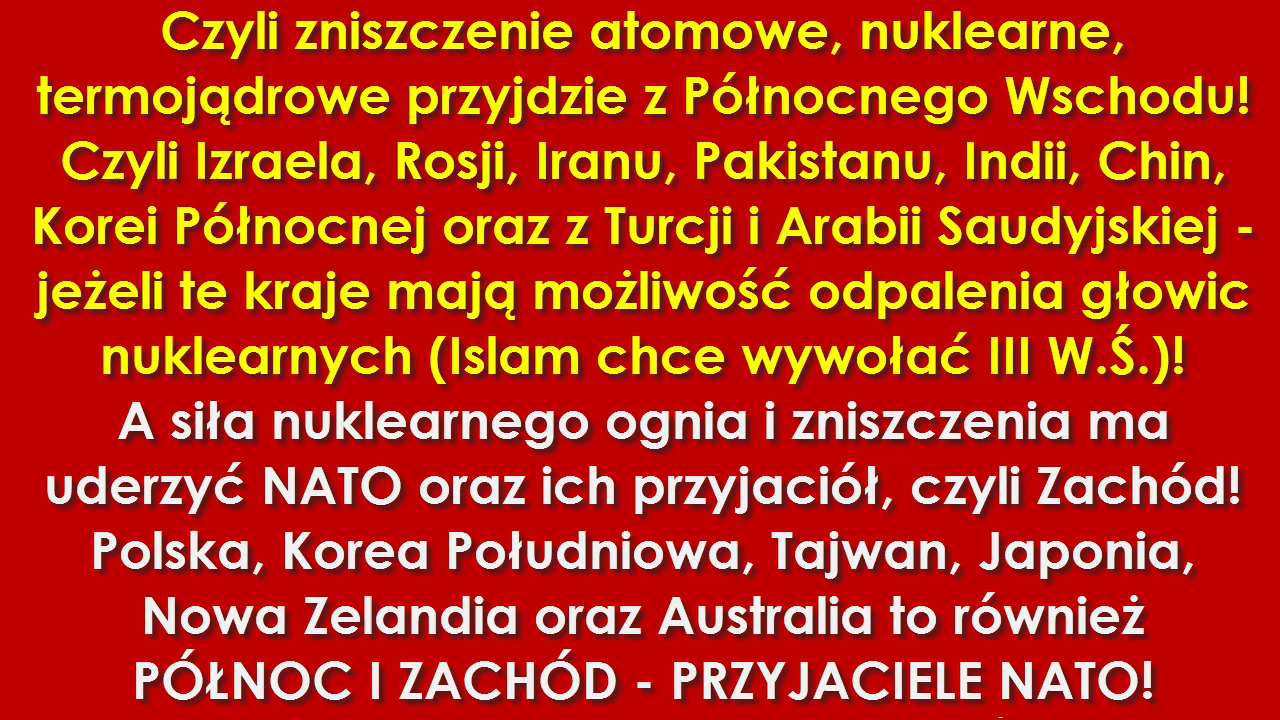 Czyli zniszczenie atomowe, nuklearne,
termojądrowe przyjdzie z Północnego Wschodu!
Czyli Izraela, Rosji, Iranu, Pakistanu, Indii, Chin,
Korei Północnej oraz z Turcji i Arabii Saudyjskiej -
jeżeli te kraje mają możliwość odpalenia głowic
nuklearnych (Islam chce wywołać III W.Ś.)!
A siła nuklearnego ognia i zniszczenia ma
uderzyć NATO oraz ich przyjaciół, czyli Zachód!
Polska, Korea Południowa, Tajwan, Japonia,
Nowa Zelandia oraz Australia to również
PÓŁNOC I ZACHÓD - PRZYJACIELE NATO!